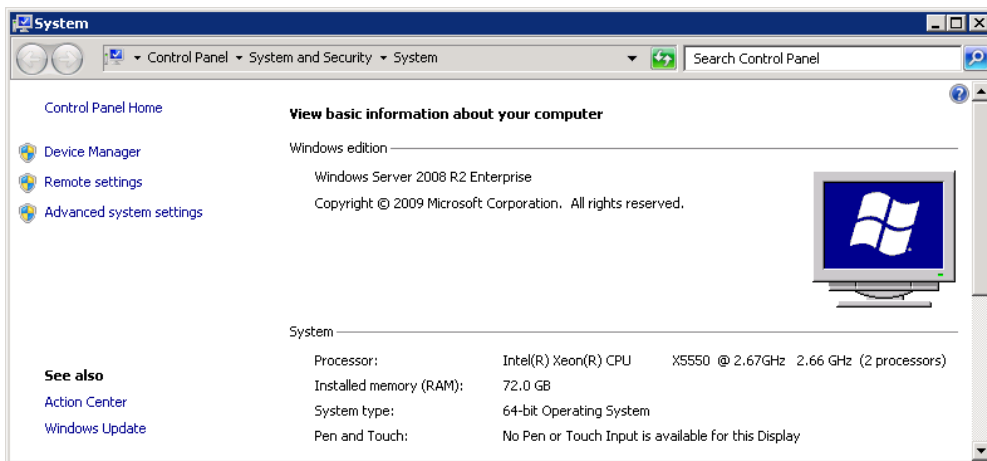 System
Control Panel System and Security System
Search Control Panel
Control Panel Home
Device Manager
Remote settings
Advanced system settings
See also
Action Center
Windows Update
View basic information about your computer
Windows edition
Windows Server 2008 R2 Enterprise
Copyright © 2009 Microsoft Corporation. All rights reserved.
System
Processor: Intel(R) Xeon(R) CPU X5550 @ 2.67GHz 2.66 GHz (2 processors)
Installed memory (RAM): 72.0 GB
System type: 64-bit Operating System
Pen and Touch: No Pen or Touch Input is available for this Display